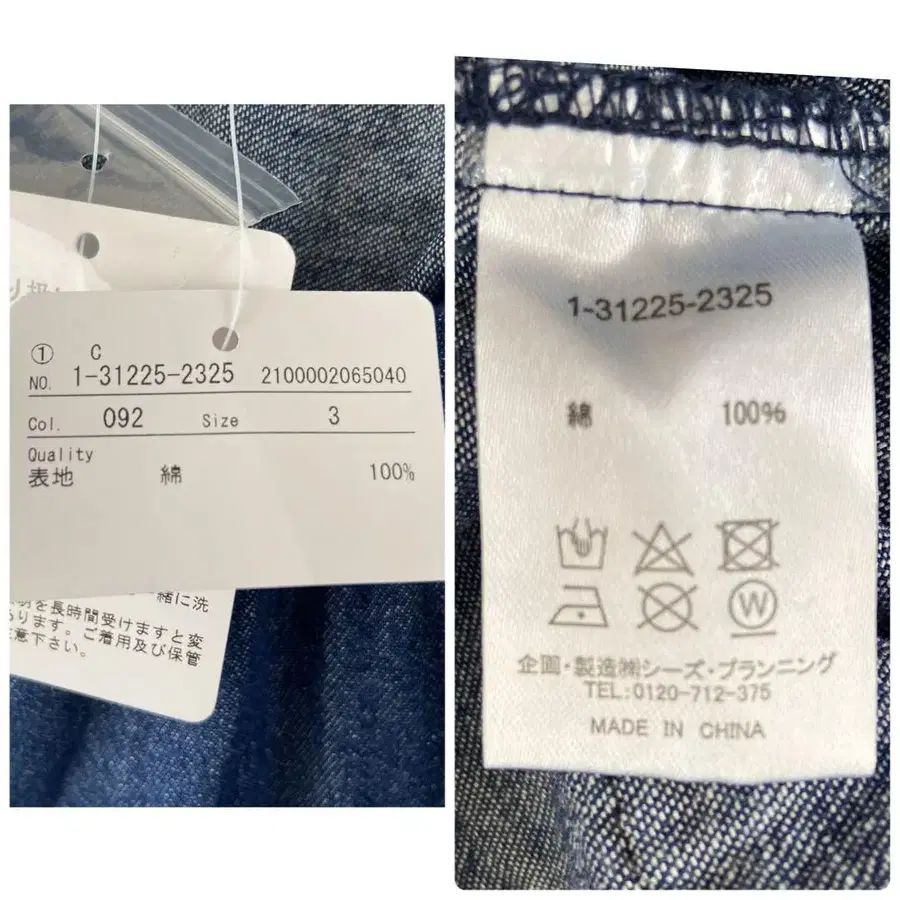 ① C
NO. 1-31225-2325 2100002065040
Col. 092 Size 3
Quality
表地 綿 100%
緒に洗
を長時間受けますと変
ります。ご着用及び保管
意下さい。
1-31225-2325
綿 100%
W
企画・製造㈱シーズ・プランニング
TEL:0120-712-375
MADE IN CHINA